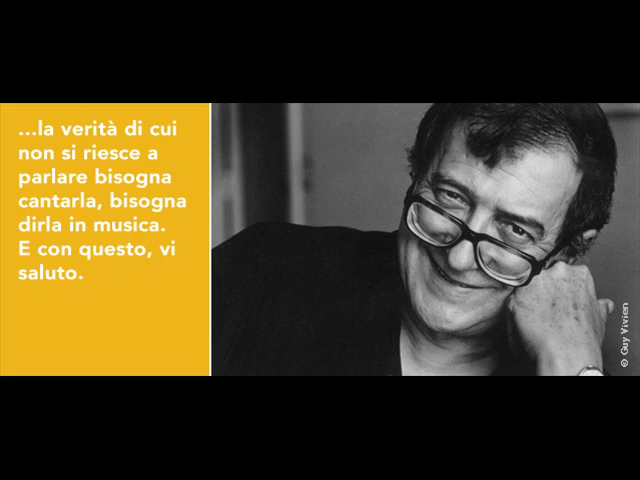 ...la verità di cui
non si riesce a
parlare bisogna
cantarla, bisogna
dirla in musica.
E con questo, vi
saluto.
© Guy Vivien